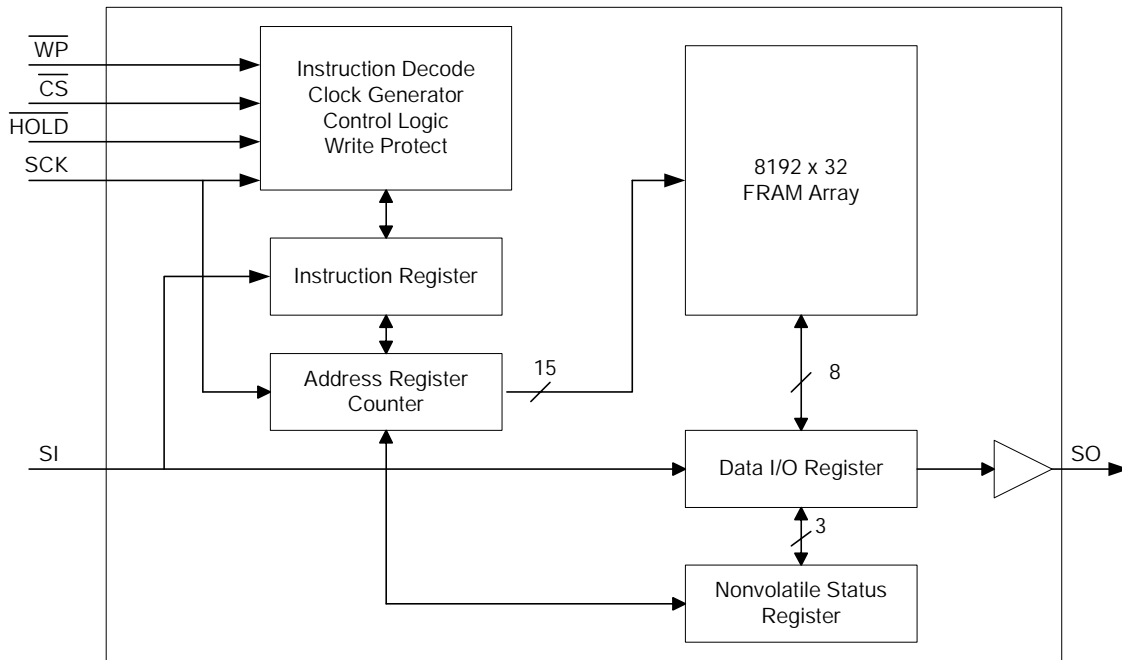 WP
CS
HOLD
SCK
Instruction Decode
Clock Generator
Control Logic
Write Protect
8192 x 32
FRAM Array
Instruction Register
Address Register
Counter
15
8
SI
Data I/O Register
SO
3
Nonvolatile Status
Register